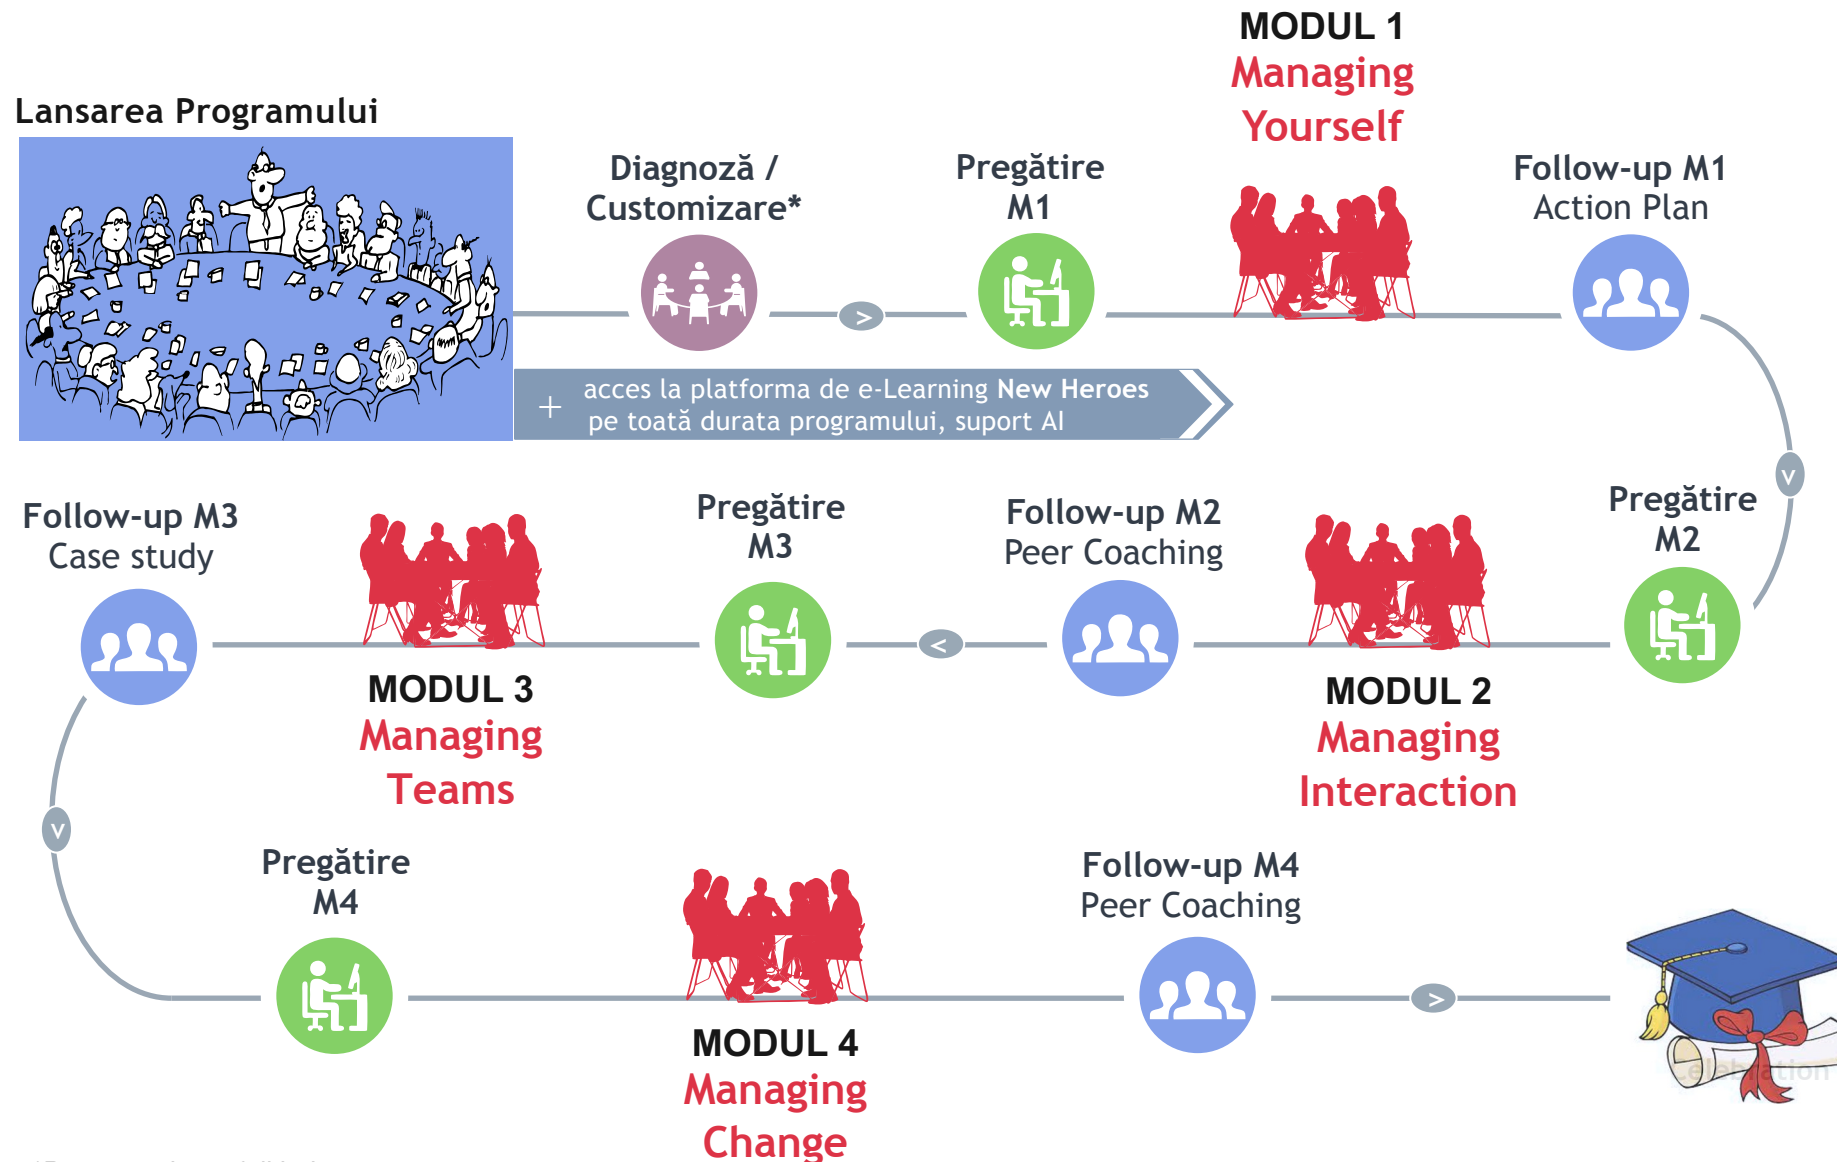 Lansarea Programului
Diagnoză /
Customizare*
Pregătire
M1
MODUL 1
Managing
Yourself
Follow-up M1
Action Plan
+ acces la platforma de e-Learning New Heroes
pe toată durata programului, suport AI
Pregătire
M2
MODUL 2
Managing
Interaction
Follow-up M2
Peer Coaching
Pregătire
M3
MODUL 3
Managing
Teams
Follow-up M3
Case study
Pregătire
M4
MODUL 4
Managing
Change
Follow-up M4
Peer Coaching
Celebration